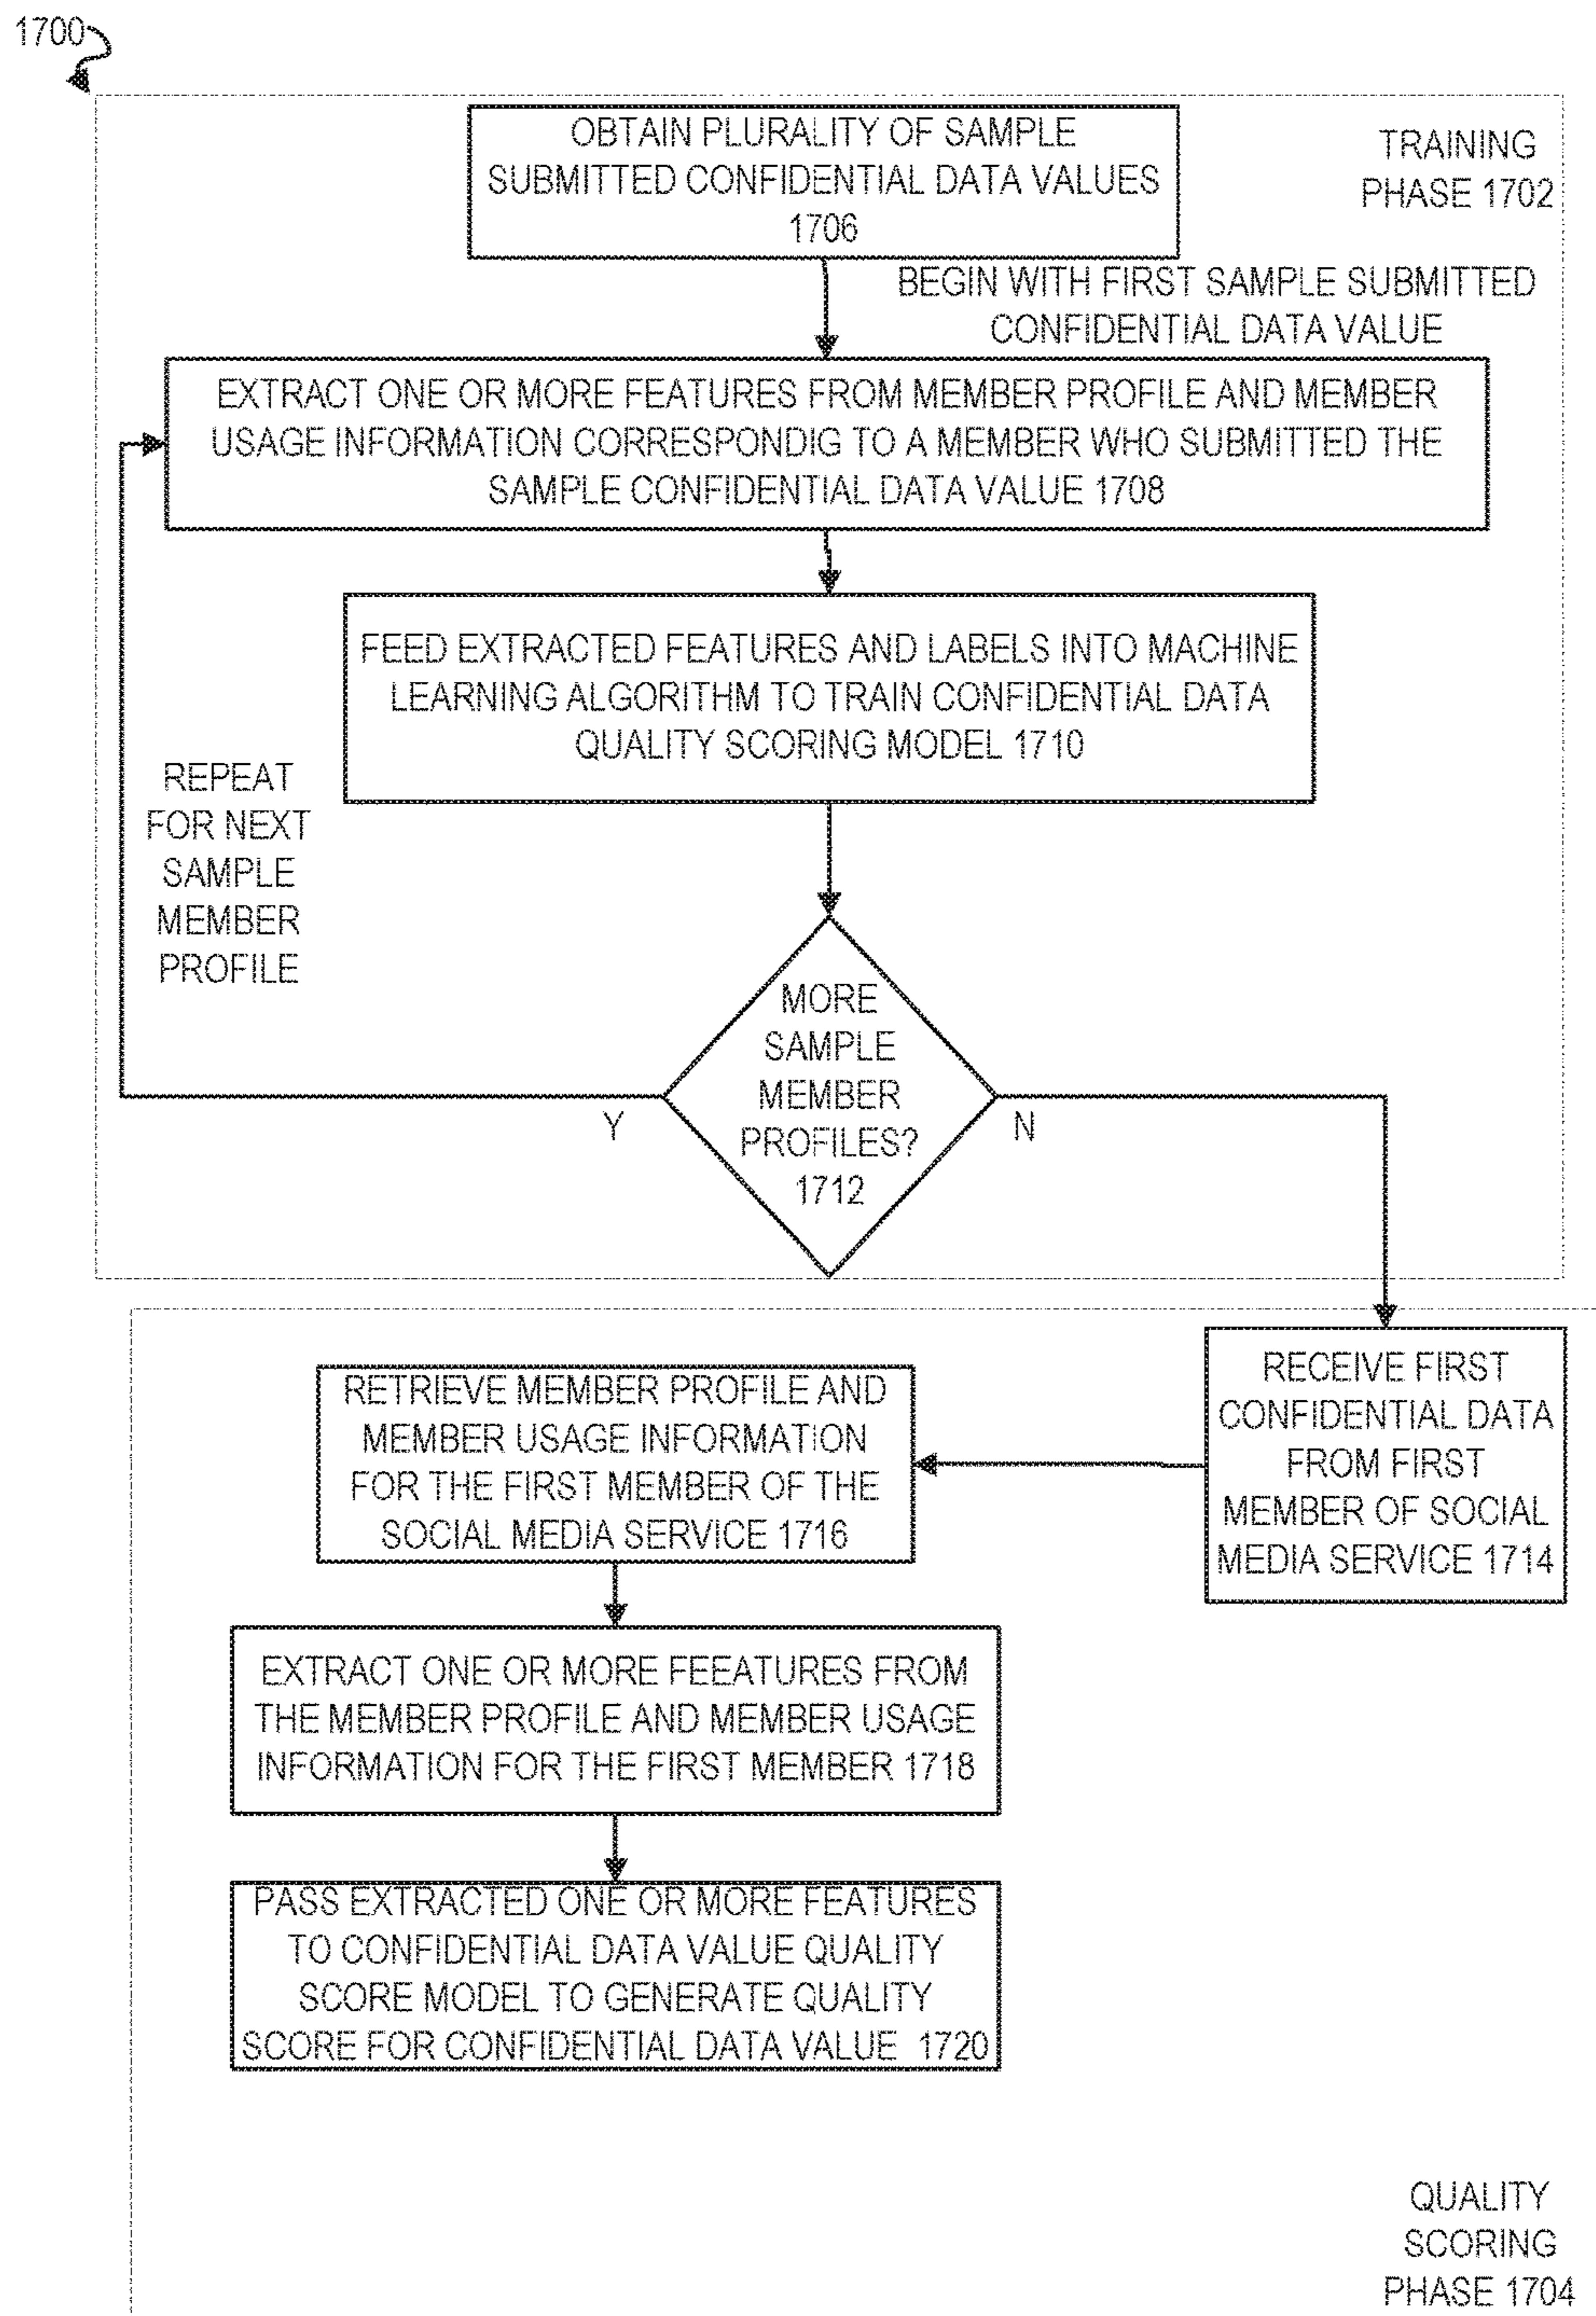 1700
OBTAIN PLURALITY OF SAMPLE
SUBMITTED CONFIDENTIAL DATA VALUES
1706
TRAINING
PHASE 1702
BEGIN WITH FIRST SAMPLE SUBMITTED
CONFIDENTIAL DATA VALUE
EXTRACT ONE OR MORE FEATURES FROM MEMBER PROFILE AND MEMBER
USAGE INFORMATION CORRESPONDIG TO A MEMBER WHO SUBMITTED THE
SAMPLE CONFIDENTIAL DATA VALUE 1708
FEED EXTRACTED FEATURES AND LABELS INTO MACHINE
LEARNING ALGORITHM TO TRAIN CONFIDENTIAL DATA
QUALITY SCORING MODEL 1710
REPEAT
FOR NEXT
SAMPLE
MEMBER
PROFILE
MORE
SAMPLE
MEMBER
PROFILES?
1712
Y
N
RECEIVE FIRST
CONFIDENTIAL DATA
FROM FIRST
MEMBER OF SOCIAL
MEDIA SERVICE 1714
RETRIEVE MEMBER PROFILE AND
MEMBER USAGE INFORMATION
FOR THE FIRST MEMBER OF THE
SOCIAL MEDIA SERVICE 1716
EXTRACT ONE OR MORE FEEATURES FROM
THE MEMBER PROFILE AND MEMBER USAGE
INFORMATION FOR THE FIRST MEMBER 1718
PASS EXTRACTED ONE OR MORE FEATURES
TO CONFIDENTIAL DATA VALUE QUALITY
SCORE MODEL TO GENERATE QUALITY
SCORE FOR CONFIDENTIAL DATA VALUE 1720
QUALITY
SCORING
PHASE 1704